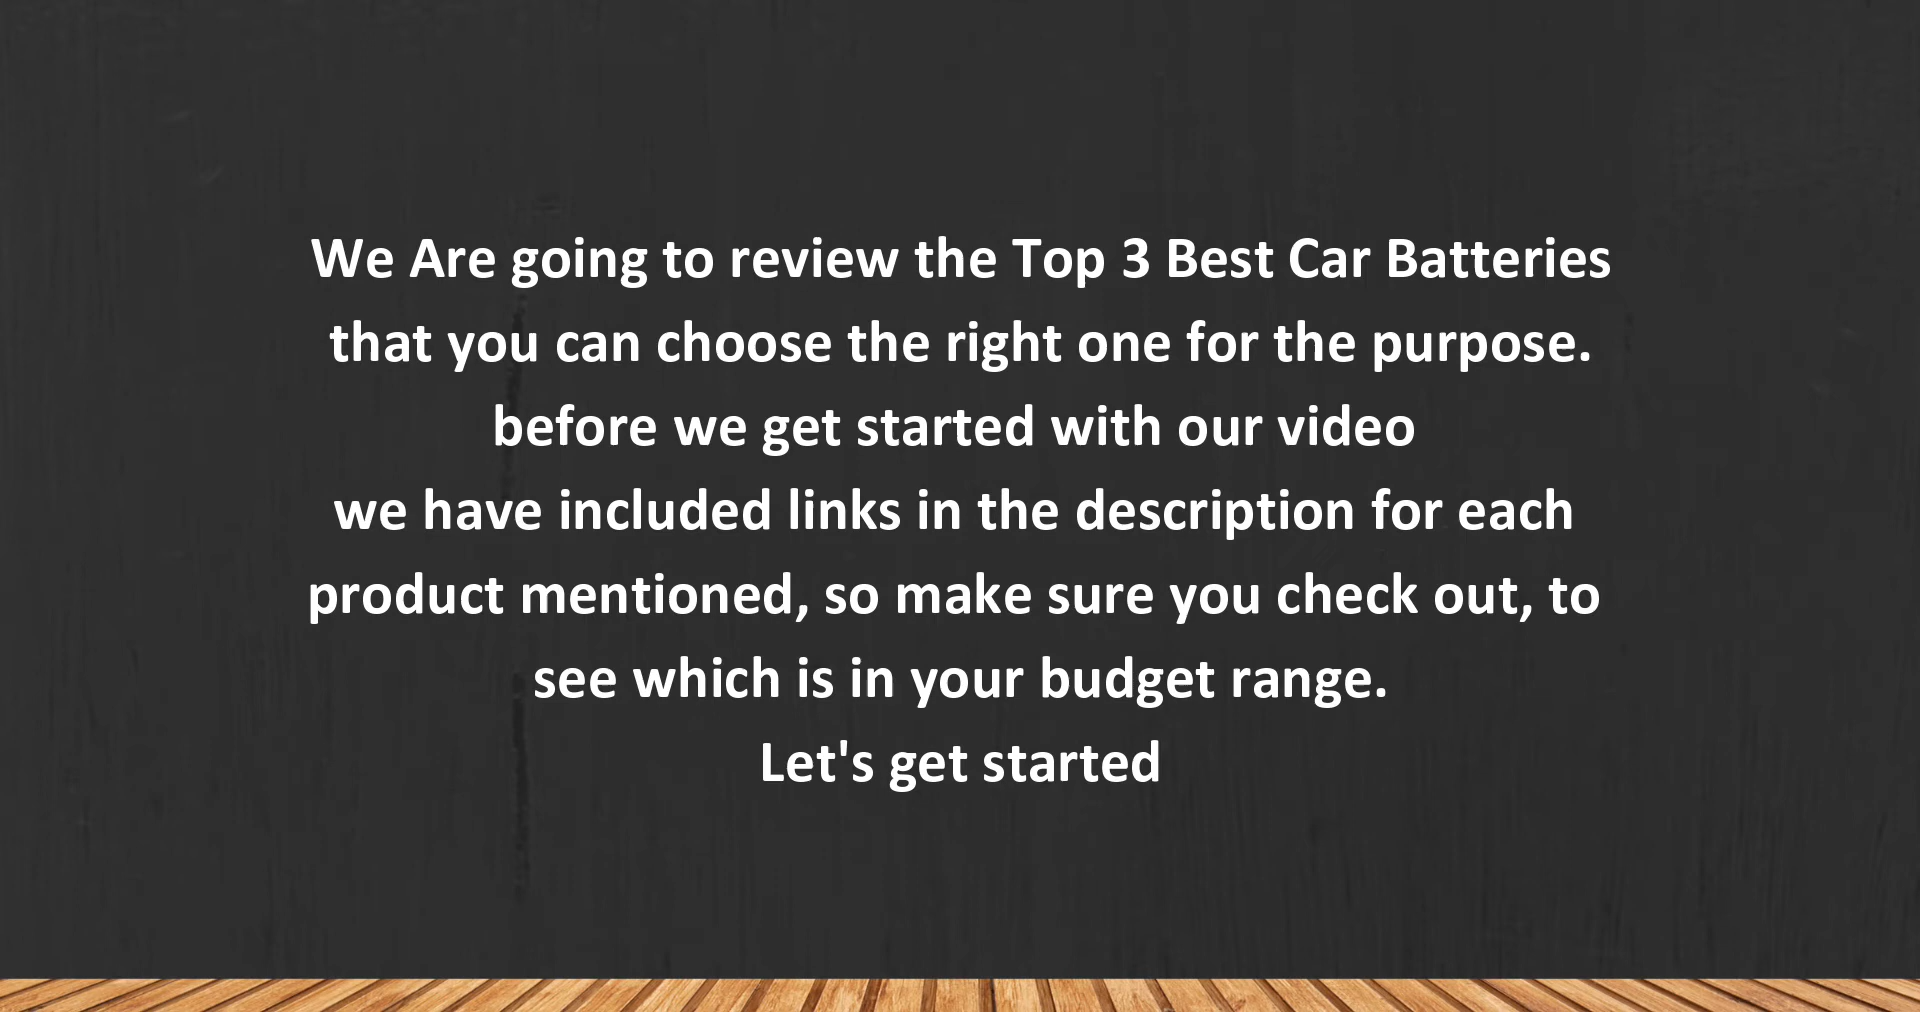 We Are going to review the Top 3 Best Car Batteries
that you can choose the right one for the purpose.
before we get started with our video
we have included links in the description for each
product mentioned, so make sure you check out, to
see which is in your budget range.
Let's get started